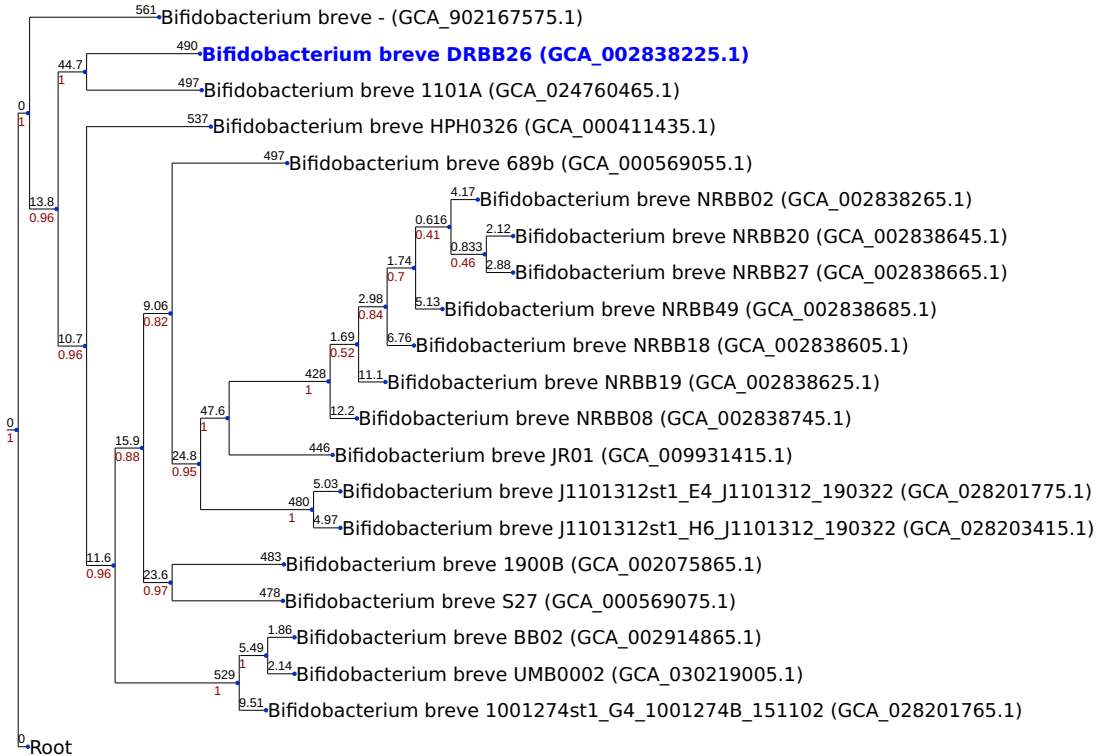 561 Bifidobacterium breve - (GCA_902167575.1)
490 Bifidobacterium breve DRBB26 (GCA_002838225.1)
44.7
1
497 Bifidobacterium breve 1101A (GCA_024760465.1)
0
1
537 Bifidobacterium breve HPH0326 (GCA_000411435.1)
497 Bifidobacterium breve 689b (GCA_000569055.1)
4.17 Bifidobacterium breve NRBB02 (GCA_002838265.1)
13.8
0.96
0.616
0.41
2.12 Bifidobacterium breve NRBB20 (GCA_002838645.1)
0.833
0.46
2.88 Bifidobacterium breve NRBB27 (GCA_002838665.1)
1.74
0.7
5.13 Bifidobacterium breve NRBB49 (GCA_002838685.1)
2.98
0.84
9.06
0.82
6.76 Bifidobacterium breve NRBB18 (GCA_002838605.1)
10.7
0.96
1.69
0.52
11.1 Bifidobacterium breve NRBB19 (GCA_002838625.1)
428
1
12.2 Bifidobacterium breve NRBB08 (GCA_002838745.1)
47.6
1
0
1
446 Bifidobacterium breve JR01 (GCA_009931415.1)
15.9
0.88
24.8
0.95
5.03 Bifidobacterium breve J1101312st1_E4_J1101312_190322 (GCA_028201775.1)
480
1
4.97 Bifidobacterium breve J1101312st1_H6_J1101312_190322 (GCA_028203415.1)
483 Bifidobacterium breve 1900B (GCA_002075865.1)
11.6
0.96
23.6
0.97
478 Bifidobacterium breve S27 (GCA_000569075.1)
1.86 Bifidobacterium breve BB02 (GCA_002914865.1)
5.49
1
2.14 Bifidobacterium breve UMB0002 (GCA_030219005.1)
529
1
9.51 Bifidobacterium breve 1001274st1_G4_1001274B_151102 (GCA_028201765.1)
0 Root